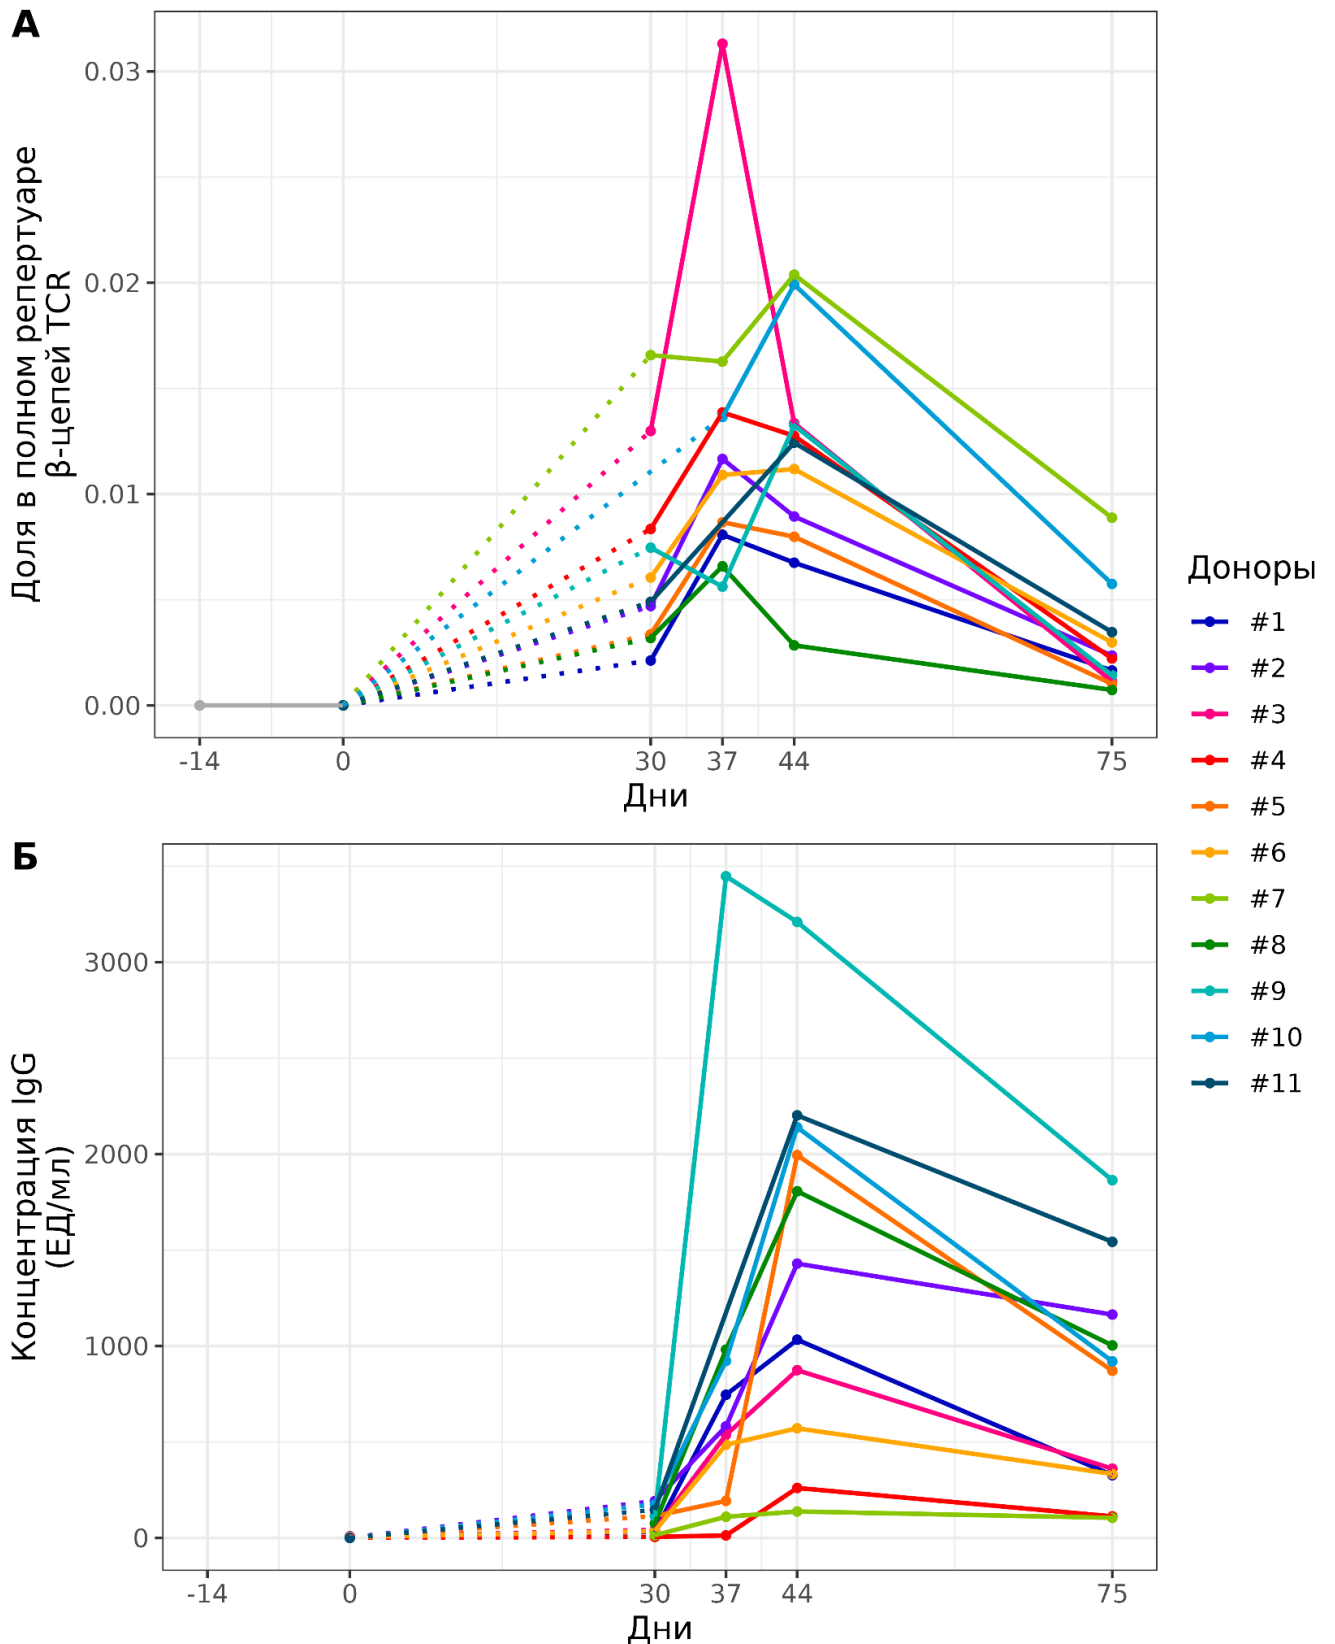 А
Доля в полном репертуаре
β-цепей TCR
0.03
0.02
0.01
0.00
-14 0 30 37 44 75
Дни
Б
Концентрация IgG
(ЕД/мл)
3000
2000
1000
0
-14 0 30 37 44 75
Дни
Доноры
#1
#2
#3
#4
#5
#6
#7
#8
#9
#10
#11